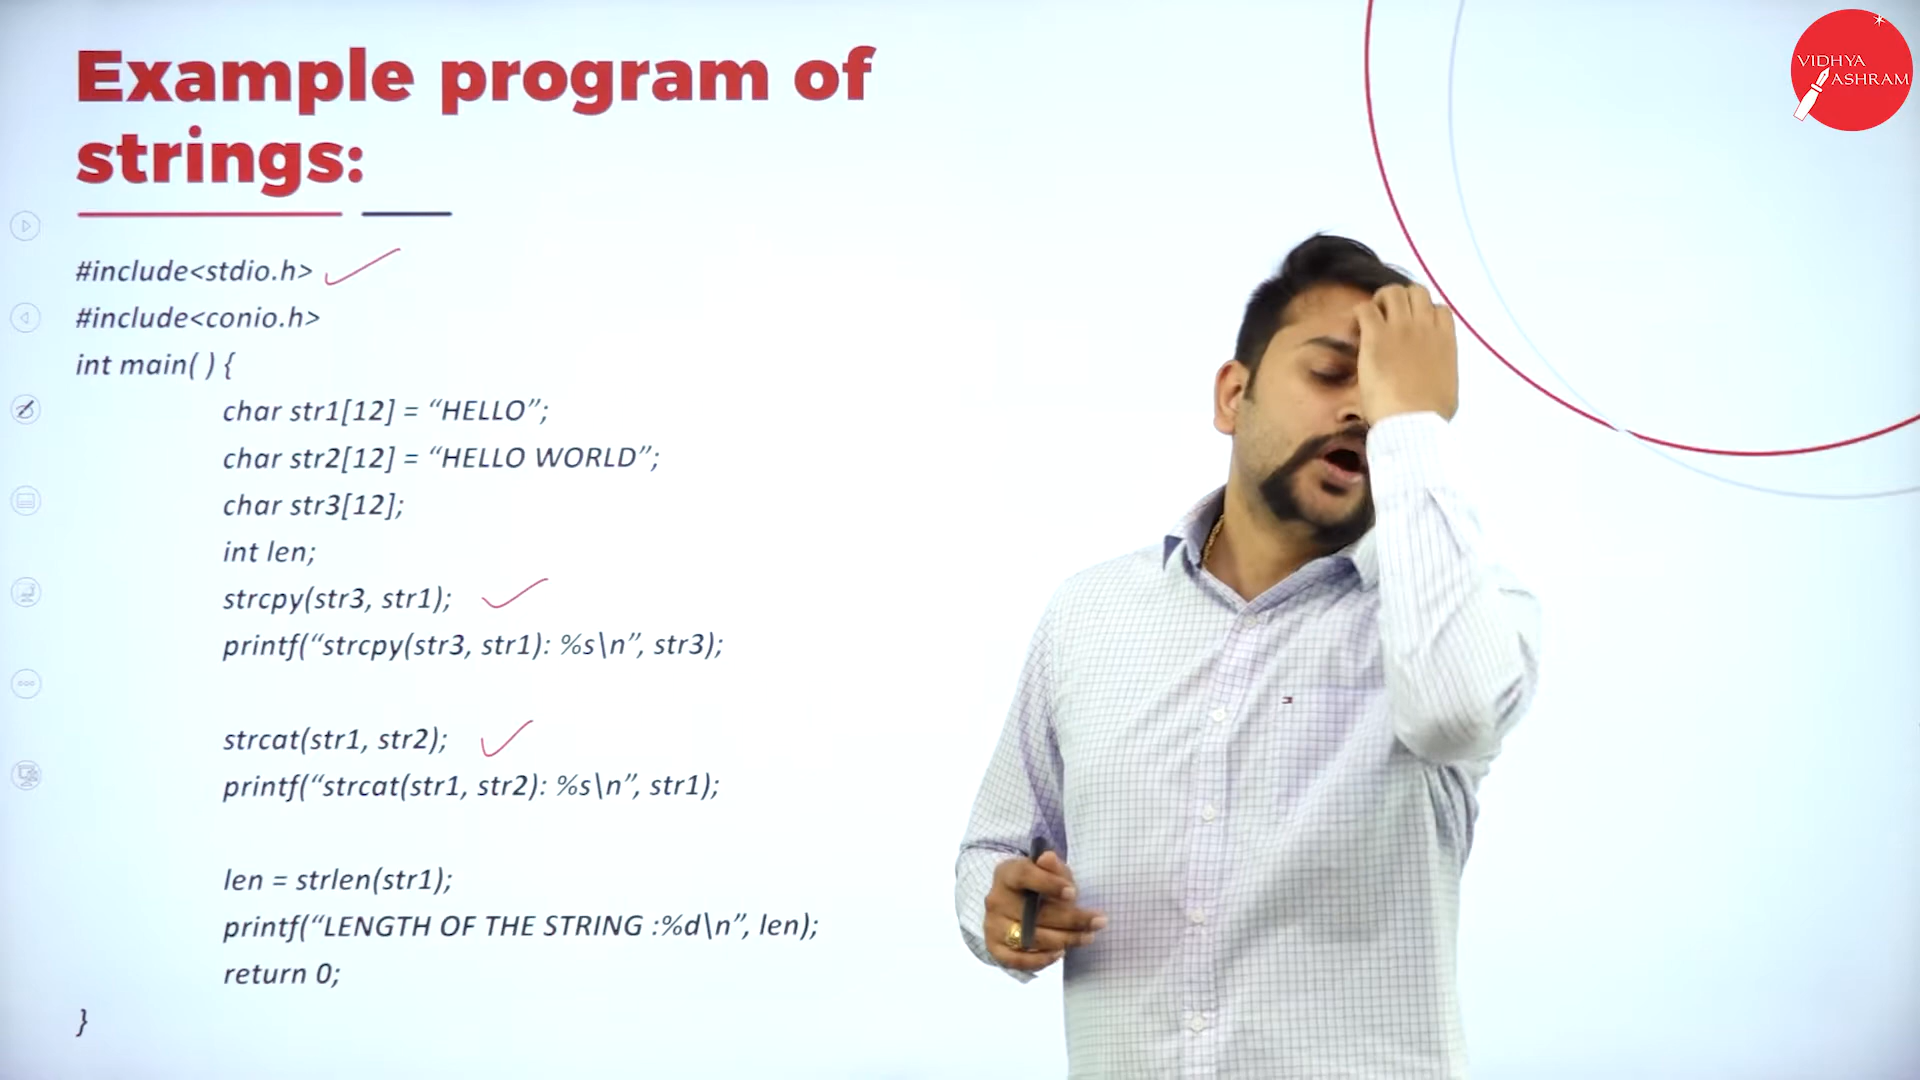 Example program of
strings:
#include<stdio.h>
#include<conio.h>
int main( ) {
char str1[12] = “HELLO”;
char str2[12] = “HELLO WORLD”;
char str3[12];
int len;
strcpy(str3, str1);
printf(“strcpy(str3, str1): %s\n”, str3);
strcat(str1, str2);
printf(“strcat(str1, str2): %s\n”, str1);
len = strlen(str1);
printf(“LENGTH OF THE STRING :%d\n”, len);
return 0;
}
VIDHYA
ASHRAM